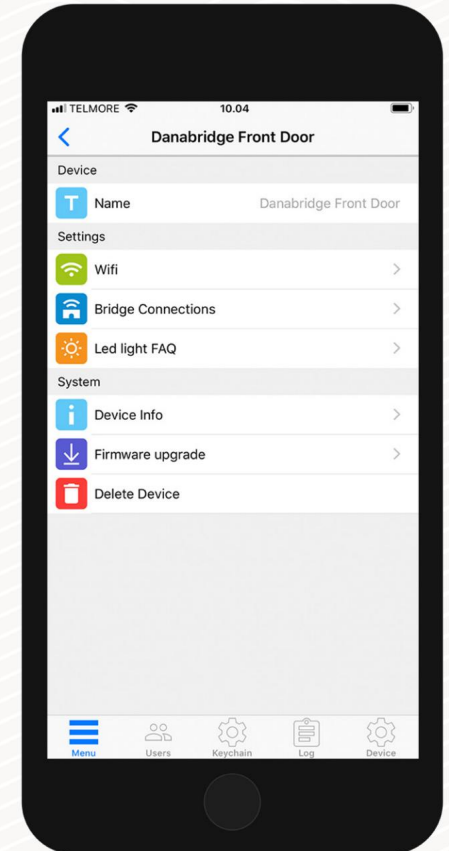 TELMORE 10.04
Danabridge Front Door
Device
T Name Danabridge Front Door
Settings
Wifi
Bridge Connections
Led light FAQ
System
i Device Info
Firmware upgrade
Delete Device
Menu Users Keychain Log Device